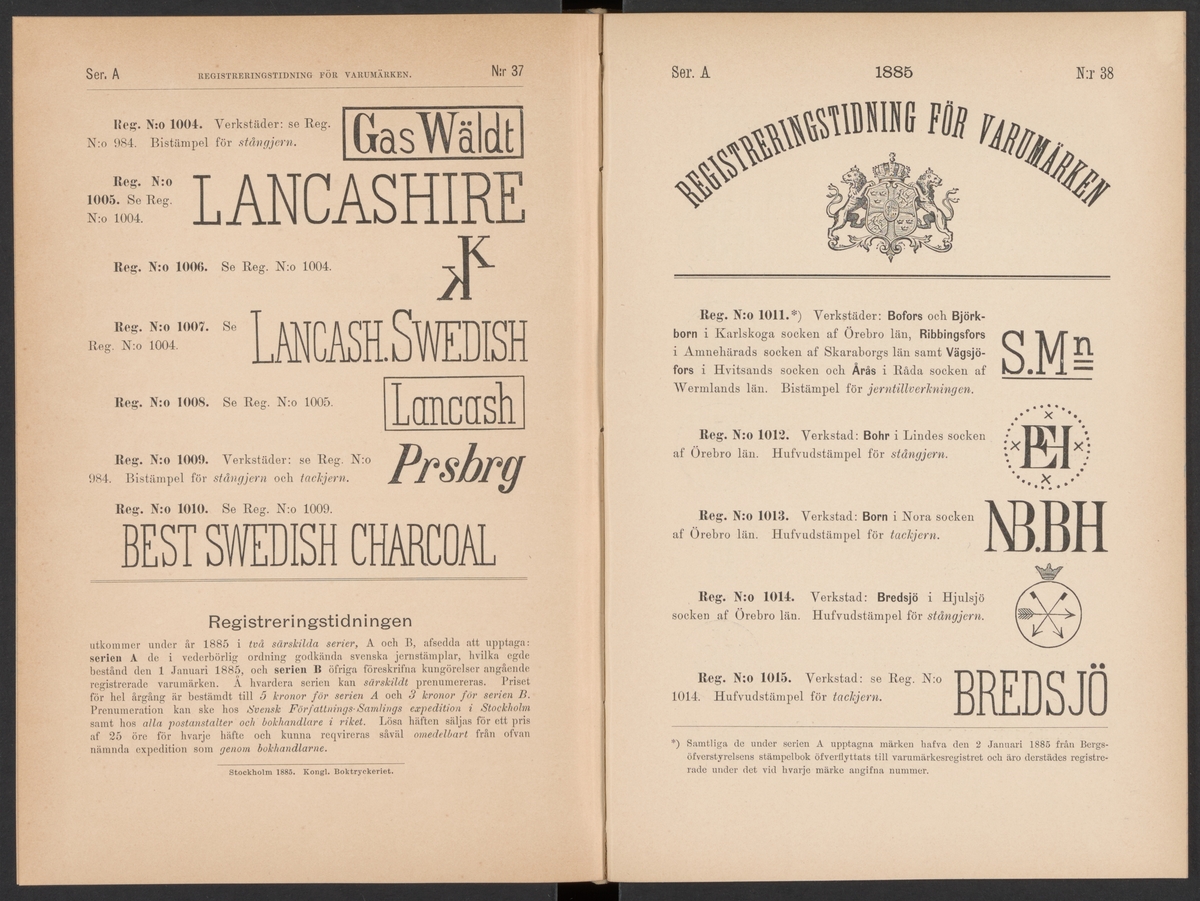 Ser. A REGISTRERINGSTIDNING FÖR VARUMÄRKEN. N:r 37
Reg. N:o 1004. Verkstäder: se Reg.
N:o 984. Bistämpel för stångjern.
Gas Wäldt
Reg. N:o
1005. Se Reg.
N:o 1004.
LANCASHIRE
Reg. N:o 1006. Se Reg. N:o 1004.
K
K
Reg. N:o 1007. Se
Reg. N:o 1004.
LANCASH. SWEDISH
Reg. N:o 1008. Se Reg. N:o 1005.
Lancash
Reg. N:o 1009. Verkstäder: se Reg. N:o
984. Bistämpel för stångjern och tackjern.
Prsbrg
Reg. N:o 1010. Se Reg. N:o 1009.
BEST SWEDISH CHARCOAL
Registreringstidningen
utkommer under år 1885 i två särskilda serier, A och B, afsedda att upptaga:
serien A de i vederbörlig ordning godkända svenska jernstämplar, hvilka egde
bestånd den 1 Januari 1885, och serien B öfriga föreskrifna kungörelser angående
registrerade varumärken. Å hvardera serien kan särskildt prenumereras. Priset
för hel årgång är bestämdt till 5 kronor för serien A och 3 kronor för serien B.
Prenumeration kan ske hos Svensk Författnings-Samlings expedition i Stockholm
samt hos alla postanstalter och bokhandlare i riket. Lösa häften säljas för ett pris
af 25 öre för hvarje häfte och kunna reqvireras såväl omedelbart från ofvan
nämnda expedition som genom bokhandlarne.
Stockholm 1885. Kongl. Boktryckeriet.
Ser. A 1885 N:r 38
REGISTRERINGSTIDNING FÖR VARUMÄRKEN
Reg. N:o 1011.*) Verkstäder: Bofors och Björk-
born i Karlskoga socken af Örebro län, Ribbingsfors
i Amnehärads socken af Skaraborgs län samt Vägsjö-
fors i Hvitsands socken och Årås i Råda socken af
Wermlands län. Bistämpel för jerntillverkningen.
S.Mn
Reg. N:o 1012. Verkstad: Bohr i Lindes socken
af Örebro län. Hufvudstämpel för stångjern.
Reg. N:o 1013. Verkstad: Born i Nora socken
af Örebro län. Hufvudstämpel för tackjern.
NB.BH
Reg. N:o 1014. Verkstad: Bredsjö i Hjulsjö
socken af Örebro län. Hufvudstämpel för stångjern.
Reg. N:o 1015. Verkstad: se Reg. N:o
1014. Hufvudstämpel för tackjern.
BREDSJÖ
*) Samtliga de under serien A upptagna märken hafva den 2 Januari 1885 från Bergs-
öfverstyrelsens stämpelbok öfverflyttats till varumärkesregistret och äro derstädes registre-
rade under det vid hvarje märke angifna nummer.